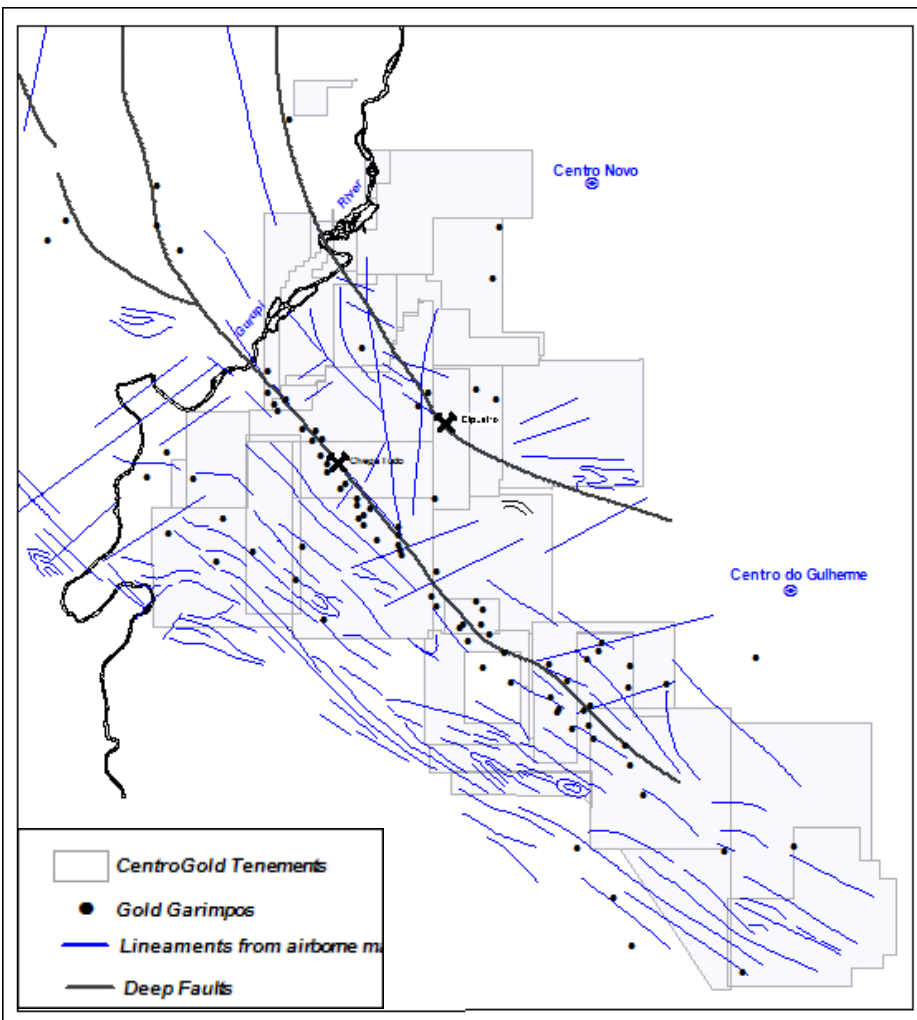 Centro Novo
River
Gurupi
Chega Tudo
Centro do Gulherme
CentroGold Tenements
Gold Garimpos
Lineaments from airborne ma
Deep Faults